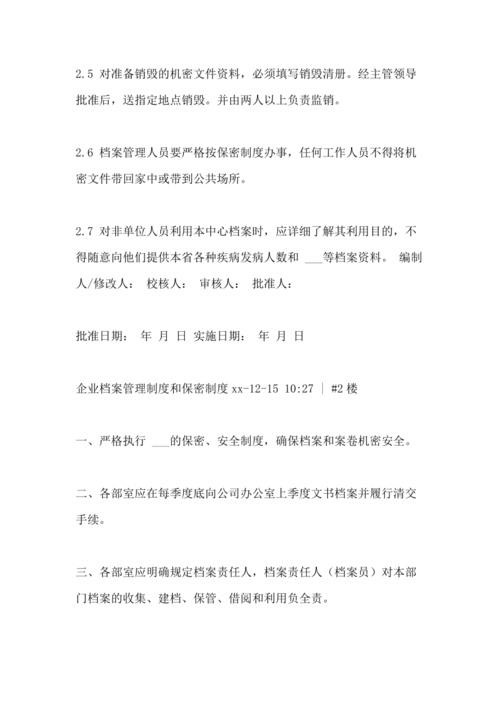 2.5 对准备销毁的机密文件资料，必须填写销毁清册。经主管领导
批准后，送指定地点销毁。并由两人以上负责监销。
2.6 档案管理人员要严格按保密制度办事，任何工作人员不得将机
密文件带回家中或带到公共场所。
2.7 对非单位人员利用本中心档案时，应详细了解其利用目的，不
得随意向他们提供本省各种疾病发病人数和 ___等档案资料。 编制
人/修改人： 校核人： 审核人： 批准人：
批准日期： 年 月 日 实施日期： 年 月 日
企业档案管理制度和保密制度xx-12-15 10:27 | #2楼
一、严格执行 ___的保密、安全制度，确保档案和案卷机密安全。
二、各部室应在每季度底向公司办公室上季度文书档案并履行清交
手续。
三、各部室应明确规定档案责任人，档案责任人（档案员）对本部
门档案的收集、建档、保管、借阅和利用负全责。